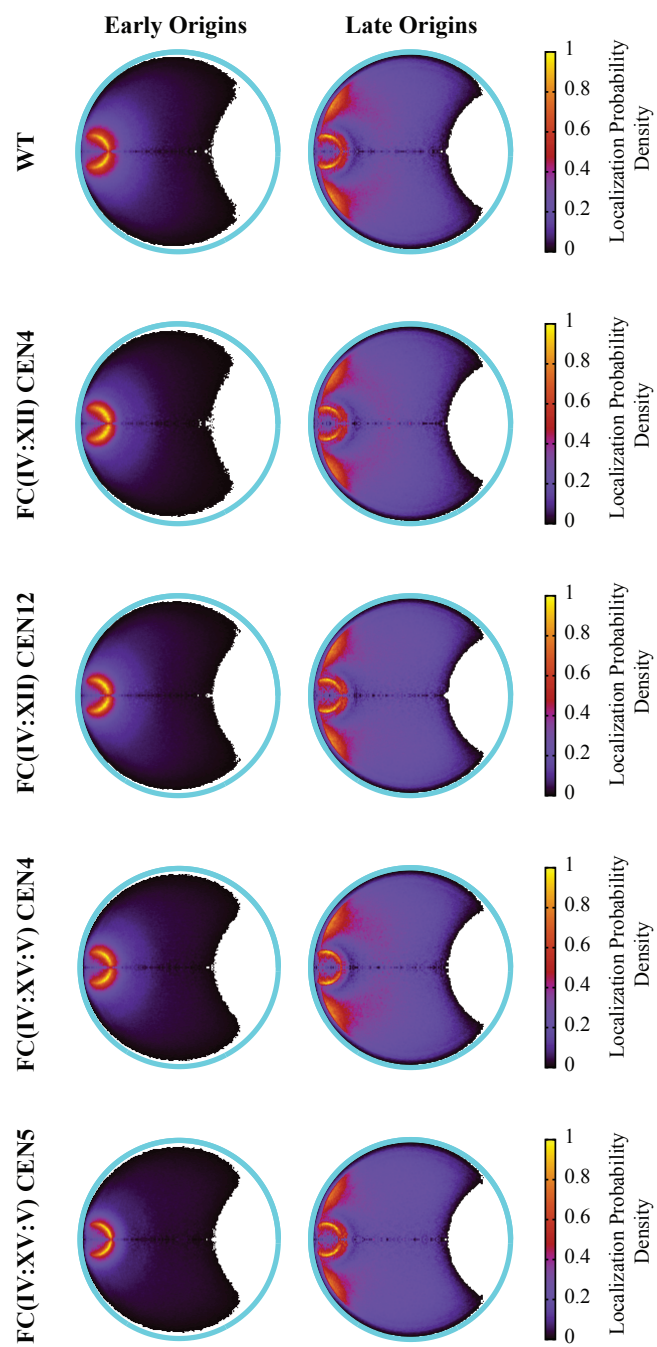 Early Origins
Late Origins
WT
1
0.8
0.6
0.4
0.2
0
Localization Probability
Density
FC(IV:XII) CEN4
1
0.8
0.6
0.4
0.2
0
Localization Probability
Density
FC(IV:XII) CEN12
1
0.8
0.6
0.4
0.2
0
Localization Probability
Density
FC(IV:XV:V) CEN4
1
0.8
0.6
0.4
0.2
0
Localization Probability
Density
FC(IV:XV:V) CEN5
1
0.8
0.6
0.4
0.2
0
Localization Probability
Density